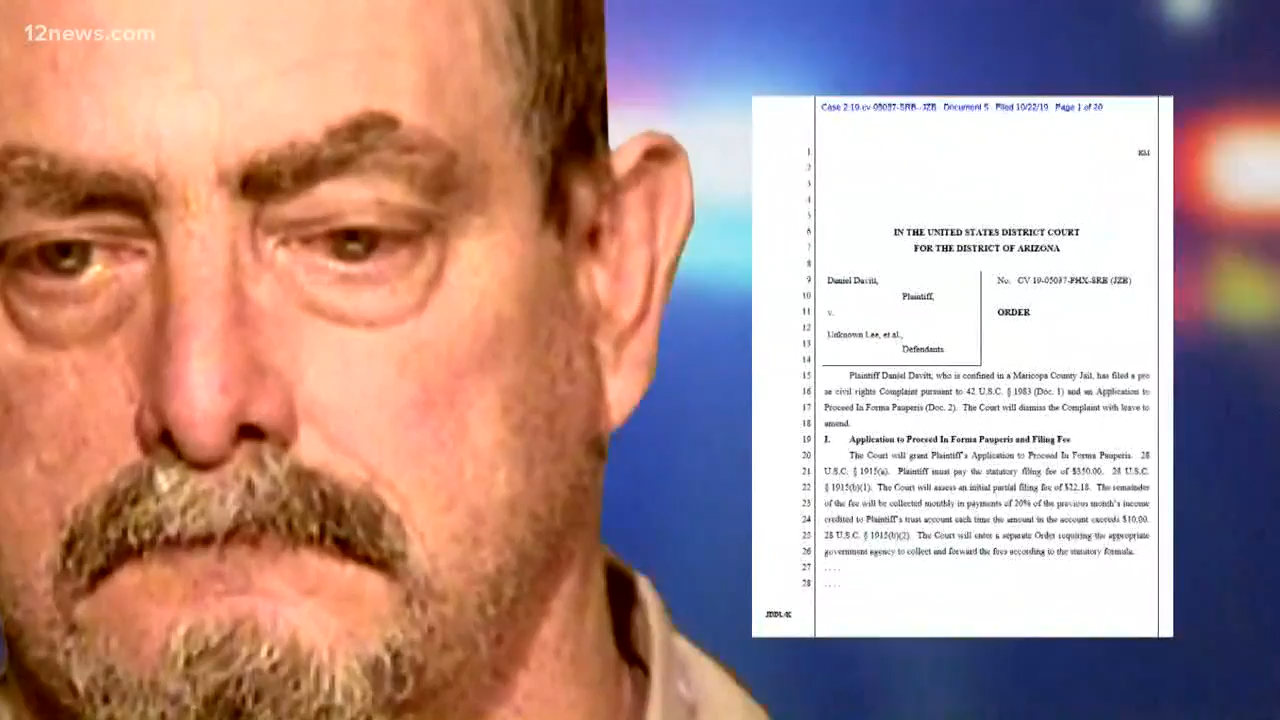 12news.com
Case 2:19-cv-05037-SRB--JZB Document 5 Filed 10/22/19 Page 1 of 20
1
2
3
4
5
6
7
8
9
10
11
12
13
14
15
16
17
18
19
20
21
22
23
24
25
26
27
28
IN THE UNITED STATES DISTRICT COURT
FOR THE DISTRICT OF ARIZONA
Daniel Davitt,
Plaintiff,
v.
Unknown Lee, et al.,
Defendants.
No. CV 19-05037-PHX-SRB (JZB)
ORDER
Plaintiff Daniel Davitt, who is confined in a Maricopa County Jail, has filed a pro
se civil rights Complaint pursuant to 42 U.S.C. § 1983 (Doc. 1) and an Application to
Proceed In Forma Pauperis (Doc. 2). The Court will dismiss the Complaint with leave to
amend.
I. Application to Proceed In Forma Pauperis and Filing Fee
The Court will grant Plaintiff's Application to Proceed In Forma Pauperis. 28
U.S.C. § 1915(a). Plaintiff must pay the statutory filing fee of $350.00. 28 U.S.C.
§ 1915(b)(1). The Court will assess an initial partial filing fee of $22.18. The remainder
of the fee will be collected monthly in payments of 20% of the previous month's income
credited to Plaintiff's trust account each time the amount in the account exceeds $10.00.
28 U.S.C. § 1915(b)(2). The Court will enter a separate Order requiring the appropriate
government agency to collect and forward the fees according to the statutory formula.
. . . .
. . . .